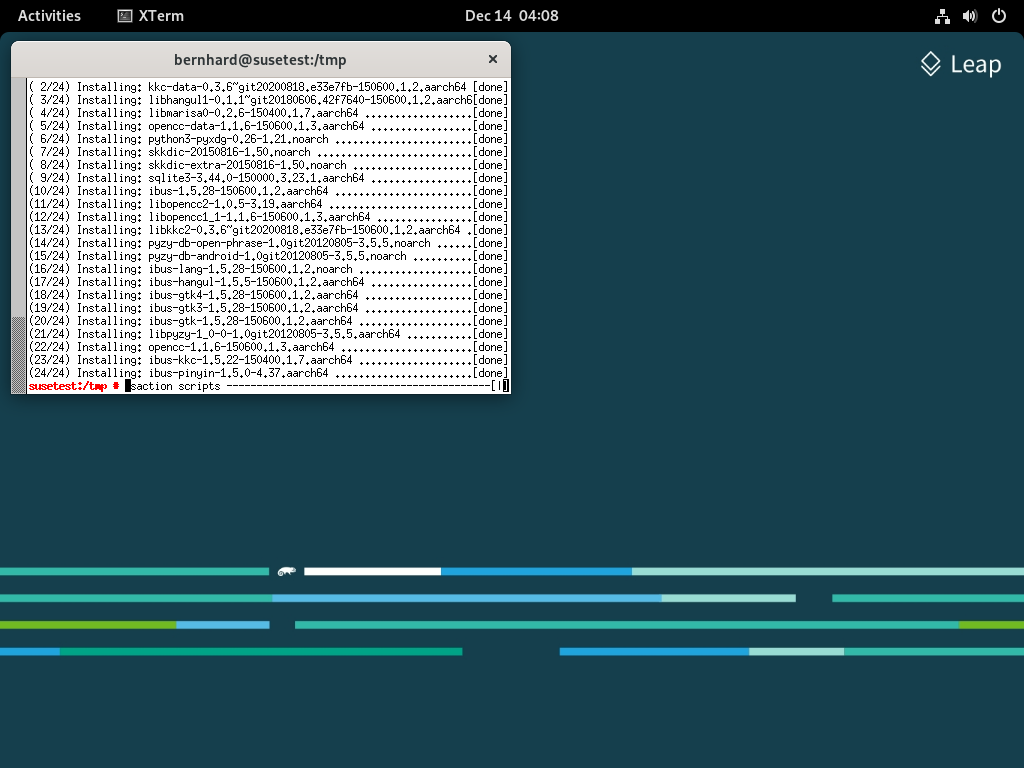 Activities XTerm Dec 14 04:08
Leap
bernhard@susetest:/tmp ×
( 2/24) Installing: kkc-data-0.3.6~git20200818.e33e7fb-150600.1.2.aarch64 [done]
( 3/24) Installing: libhangul1-0.1.1~git20180606.42f7640-150600.1.2.aarch6[done]
( 4/24) Installing: libmarisa0-0.2.6-150400.1.7.aarch64 ..................[done]
( 5/24) Installing: opencc-data-1.1.6-150600.1.3.aarch64 .................[done]
( 6/24) Installing: python3-pyxdg-0.26-1.21.noarch .......................[done]
( 7/24) Installing: skkdic-20150816-1.50.noarch ..........................[done]
( 8/24) Installing: skkdic-extra-20150816-1.50.noarch ....................[done]
( 9/24) Installing: sqlite3-3.44.0-150000.3.23.1.aarch64 .................[done]
(10/24) Installing: ibus-1.5.28-150600.1.2.aarch64 .......................[done]
(11/24) Installing: libopencc2-1.0.5-3.19.aarch64 ........................[done]
(12/24) Installing: libopencc1_1-1.1.6-150600.1.3.aarch64 ................[done]
(13/24) Installing: libkkc2-0.3.6~git20200818.e33e7fb-150600.1.2.aarch64 .[done]
(14/24) Installing: pyzy-db-open-phrase-1.0git20120805-3.5.5.noarch ......[done]
(15/24) Installing: pyzy-db-android-1.0git20120805-3.5.5.noarch ..........[done]
(16/24) Installing: ibus-lang-1.5.28-150600.1.2.noarch ...................[done]
(17/24) Installing: ibus-hangul-1.5.5-150600.1.2.aarch64 .................[done]
(18/24) Installing: ibus-gtk4-1.5.28-150600.1.2.aarch64 ..................[done]
(19/24) Installing: ibus-gtk3-1.5.28-150600.1.2.aarch64 ..................[done]
(20/24) Installing: ibus-gtk-1.5.28-150600.1.2.aarch64 ...................[done]
(21/24) Installing: libpyzy-1_0-0-1.0git20120805-3.5.5.aarch64 ...........[done]
(22/24) Installing: opencc-1.1.6-150600.1.3.aarch64 ......................[done]
(23/24) Installing: ibus-kkc-1.5.22-150400.1.7.aarch64 ...................[done]
(24/24) Installing: ibus-pinyin-1.5.0-4.37.aarch64 .......................[done]
susetest:/tmp # saction scripts --------------------------------------------[|]